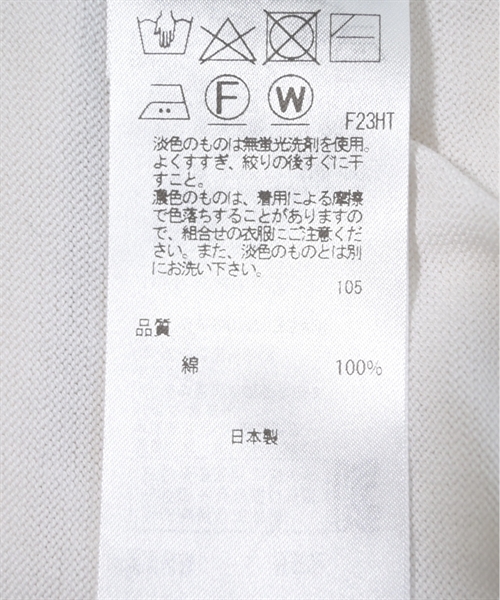 F W
F23HT
淡色のものは無蛍光洗剤を使用。
よくすすぎ、絞りの後すぐに干
すこと。
濃色のものは、着用による摩擦
で色落ちすることがありますの
で、組合せの衣服にご注意くだ
さい。また、淡色のものとは別
にお洗い下さい。
105
品質
綿 100%
日本製